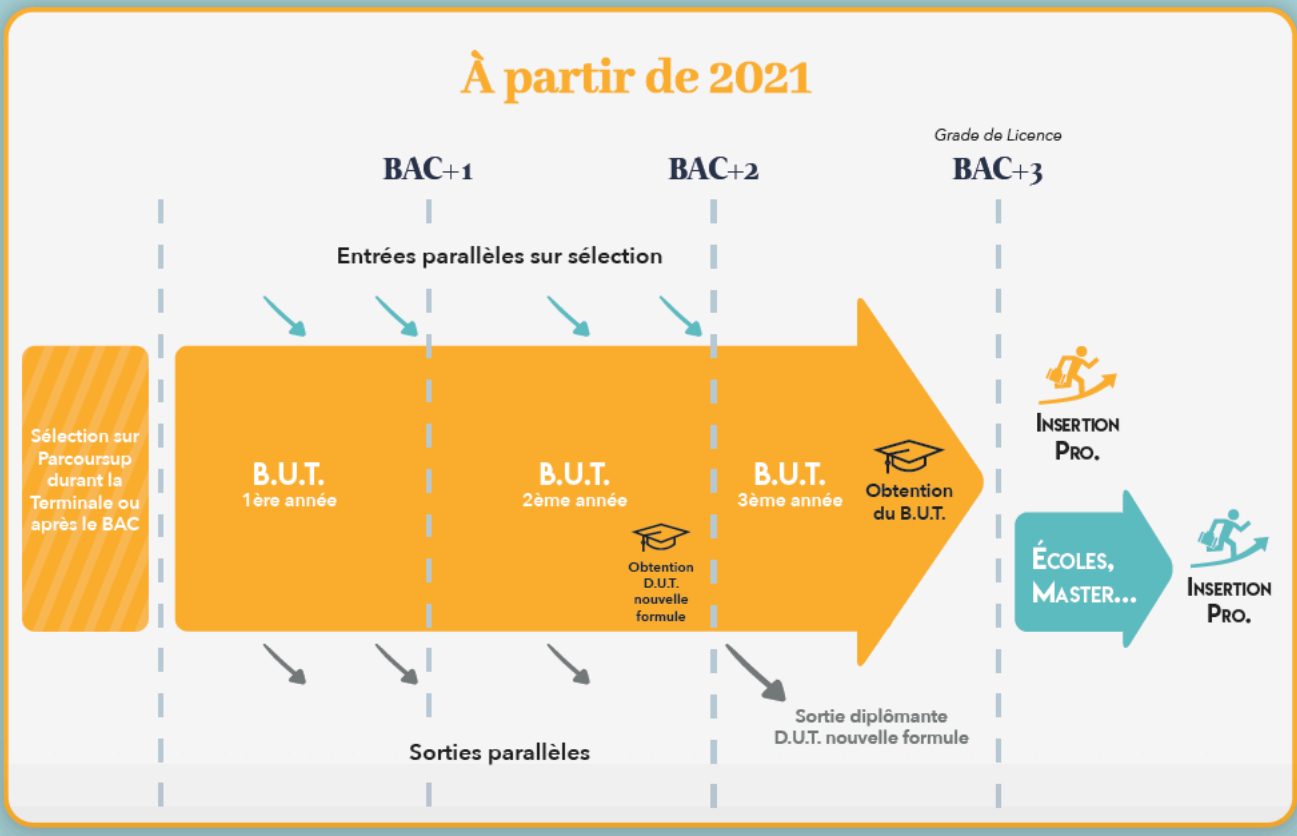 À partir de 2021
Grade de Licence
BAC+1
BAC+2
BAC+3
Entrées parallèles sur sélection
Sélection sur
Parcoursup
durant la
Terminale ou
après le BAC
B.U.T.
1ère année
B.U.T.
2ème année
Obtention
D.U.T.
nouvelle
formule
B.U.T.
3ème année
Obtention
du B.U.T.
INSERTION
PRO.
ÉCOLES,
MASTER...
INSERTION
PRO.
Sortie diplômante
D.U.T. nouvelle formule
Sorties parallèles